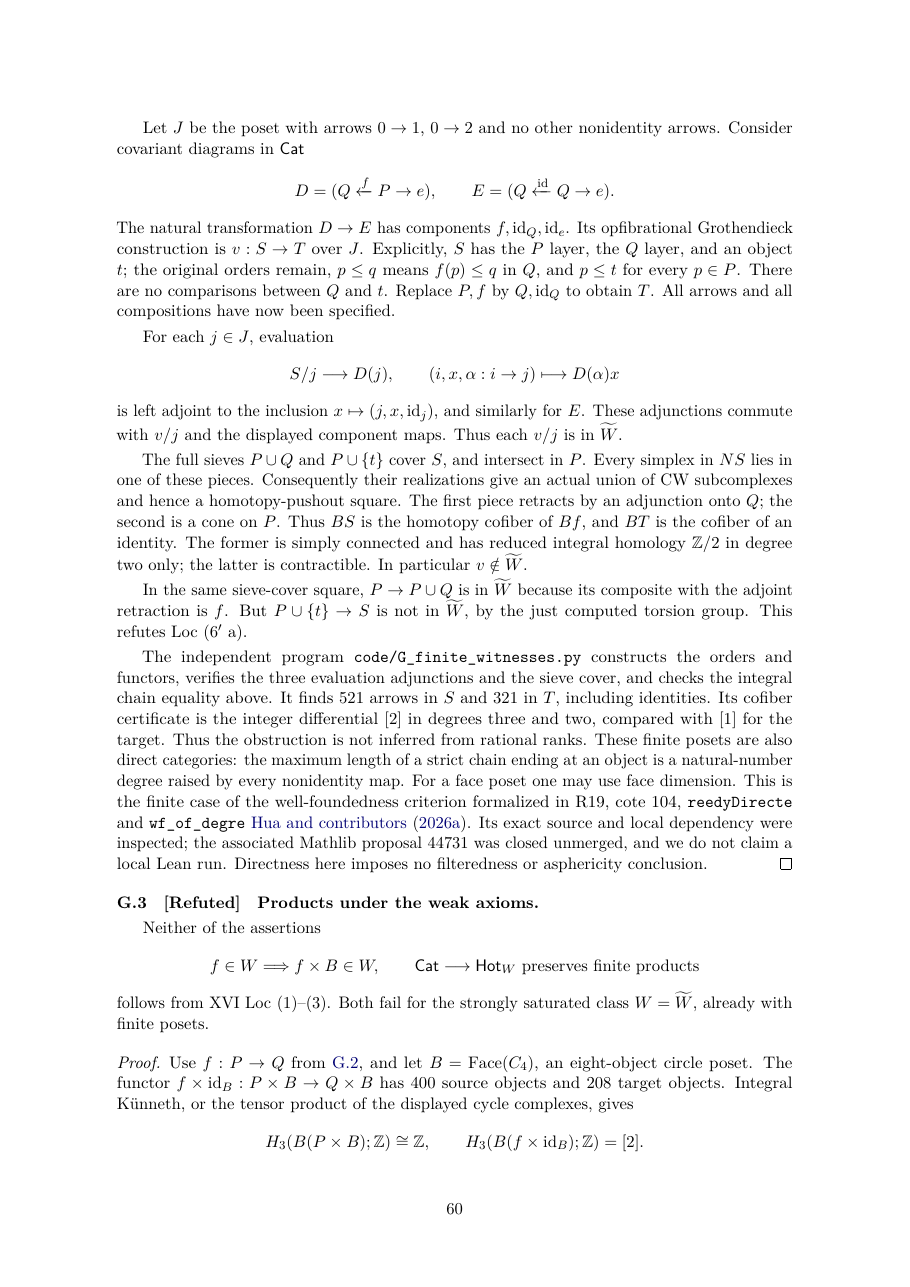 Let J be the poset with arrows 0 → 1, 0 → 2 and no other nonidentity arrows. Consider
covariant diagrams in Cat
D = (Q ←f P → e), E = (Q ←id Q → e).
The natural transformation D → E has components f, id_Q, id_e. Its opfibrational Grothendieck
construction is v : S → T over J. Explicitly, S has the P layer, the Q layer, and an object
t; the original orders remain, p ≤ q means f(p) ≤ q in Q, and p ≤ t for every p ∈ P. There
are no comparisons between Q and t. Replace P, f by Q, id_Q to obtain T. All arrows and all
compositions have now been specified.
For each j ∈ J, evaluation
S/j ⟶ D(j), (i, x, α : i → j) ⟼ D(α)x
is left adjoint to the inclusion x ↦ (j, x, id_j), and similarly for E. These adjunctions commute
with v/j and the displayed component maps. Thus each v/j is in W̃.
The full sieves P ∪ Q and P ∪ {t} cover S, and intersect in P. Every simplex in NS lies in
one of these pieces. Consequently their realizations give an actual union of CW subcomplexes
and hence a homotopy-pushout square. The first piece retracts by an adjunction onto Q; the
second is a cone on P. Thus BS is the homotopy cofiber of Bf, and BT is the cofiber of an
identity. The former is simply connected and has reduced integral homology ℤ/2 in degree
two only; the latter is contractible. In particular v ∉ W̃.
In the same sieve-cover square, P → P ∪ Q is in W̃ because its composite with the adjoint
retraction is f. But P ∪ {t} → S is not in W̃, by the just computed torsion group. This
refutes Loc (6′ a).
The independent program code/G_finite_witnesses.py constructs the orders and
functors, verifies the three evaluation adjunctions and the sieve cover, and checks the integral
chain equality above. It finds 521 arrows in S and 321 in T, including identities. Its cofiber
certificate is the integer differential [2] in degrees three and two, compared with [1] for the
target. Thus the obstruction is not inferred from rational ranks. These finite posets are also
direct categories: the maximum length of a strict chain ending at an object is a natural-number
degree raised by every nonidentity map. For a face poset one may use face dimension. This is
the finite case of the well-foundedness criterion formalized in R19, cote 104, reedyDirecte
and wf_of_degre Hua and contributors (2026a). Its exact source and local dependency were
inspected; the associated Mathlib proposal 44731 was closed unmerged, and we do not claim a
local Lean run. Directness here imposes no filteredness or asphericity conclusion. □
G.3 [Refuted] Products under the weak axioms.
Neither of the assertions
f ∈ W ⟹ f × B ∈ W, Cat ⟶ Hot_W preserves finite products
follows from XVI Loc (1)–(3). Both fail for the strongly saturated class W = W̃, already with
finite posets.
Proof. Use f : P → Q from G.2, and let B = Face(C₄), an eight-object circle poset. The
functor f × id_B : P × B → Q × B has 400 source objects and 208 target objects. Integral
Künneth, or the tensor product of the displayed cycle complexes, gives
H₃(B(P × B); ℤ) ≅ ℤ, H₃(B(f × id_B); ℤ) = [2].
60